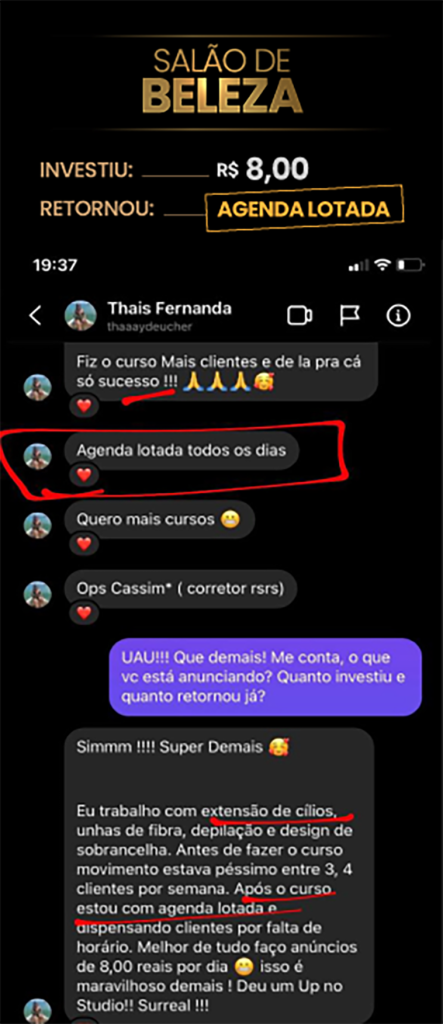 SALÃO DE
BELEZA
INVESTIU: R$ 8,00
RETORNOU: AGENDA LOTADA
19:37
Thais Fernanda
thaaaydeucher
Fiz o curso Mais clientes e de la pra cá
só sucesso !!! 🙏🙏🙏🥰
Agenda lotada todos os dias
Quero mais cursos 😁
Ops Cassim* ( corretor rsrs)
UAU!!! Que demais! Me conta, o que
vc está anunciando? Quanto investiu e
quanto retornou já?
Simmm !!!! Super Demais 🥰
Eu trabalho com extensão de cílios,
unhas de fibra, depilação e design de
sobrancelha. Antes de fazer o curso
movimento estava péssimo entre 3, 4
clientes por semana. Após o curso
estou com agenda lotada e
dispensando clientes por falta de
horário. Melhor de tudo faço anúncios
de 8,00 reais por dia 😁 isso é
maravilhoso demais ! Deu um Up no
Studio!! Surreal !!!